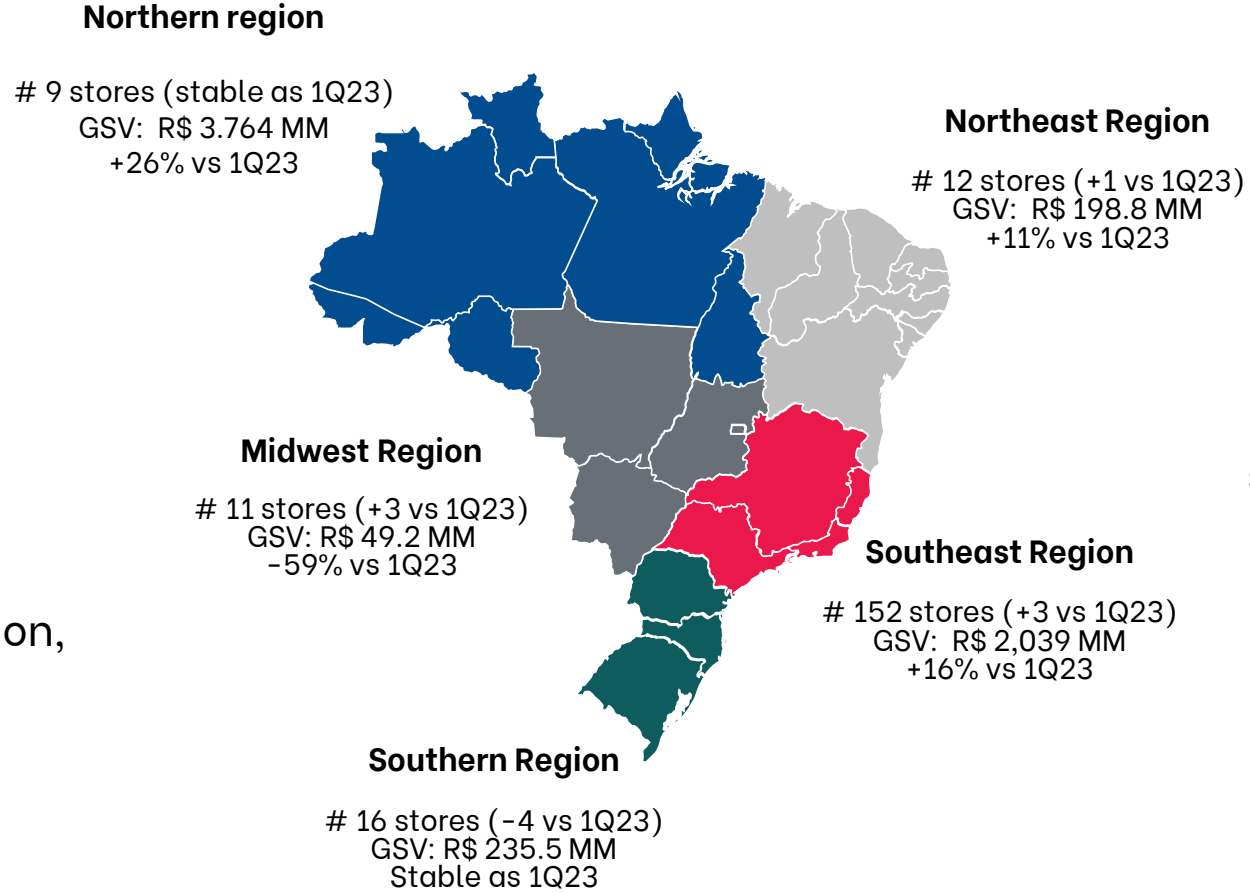 Northern region
# 9 stores (stable as 1Q23)
GSV: R$ 3.764 MM
+26% vs 1Q23
Northeast Region
# 12 stores (+1 vs 1Q23)
GSV: R$ 198.8 MM
+11% vs 1Q23
Midwest Region
# 11 stores (+3 vs 1Q23)
GSV: R$ 49.2 MM
-59% vs 1Q23
Southeast Region
# 152 stores (+3 vs 1Q23)
GSV: R$ 2,039 MM
+16% vs 1Q23
on,
Southern Region
# 16 stores (-4 vs 1Q23)
GSV: R$ 235.5 MM
Stable as 1Q23